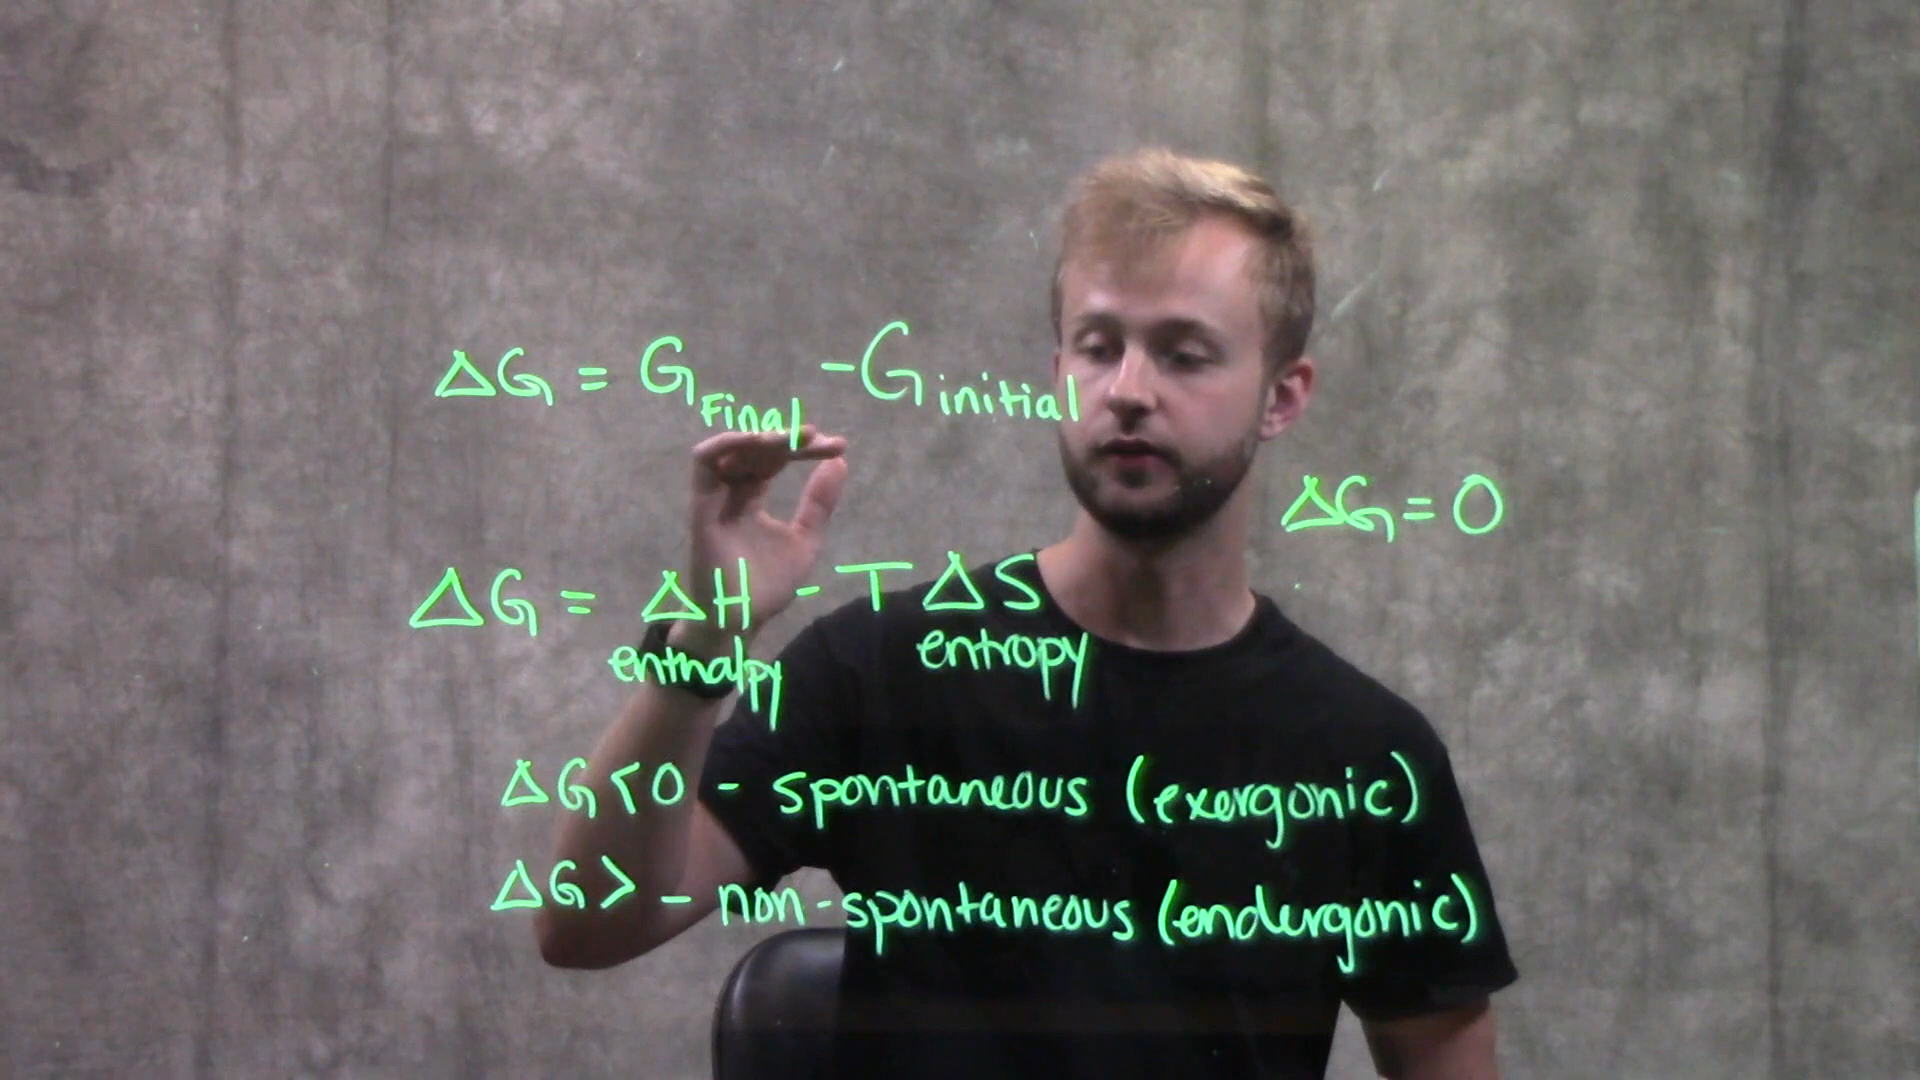 ΔG = G Final - G initial
ΔG = 0
ΔG = ΔH - TΔS
enthalpy entropy
ΔG < 0 - spontaneous (exergonic)
ΔG > - non-spontaneous (endergonic)